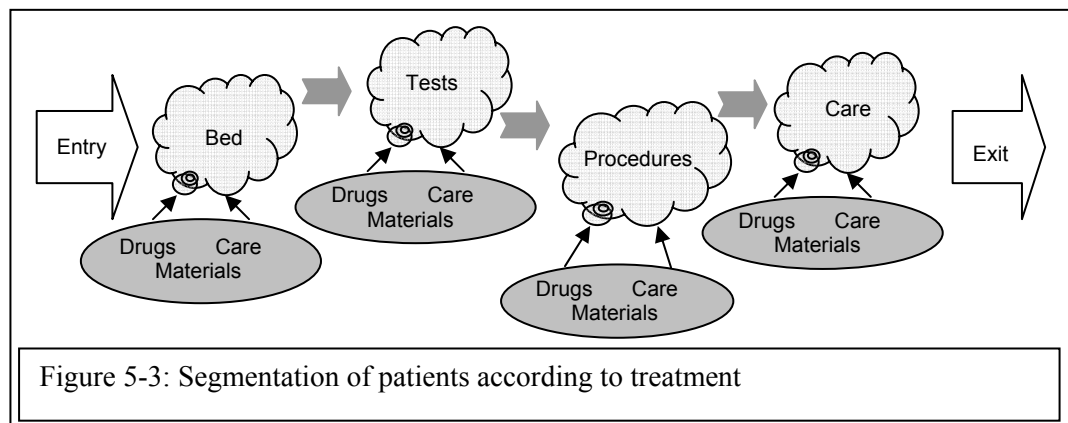 Entry
Bed
Drugs Care
Materials
Tests
Drugs Care
Materials
Procedures
Drugs Care
Materials
Care
Drugs Care
Materials
Exit
Figure 5-3: Segmentation of patients according to treatment